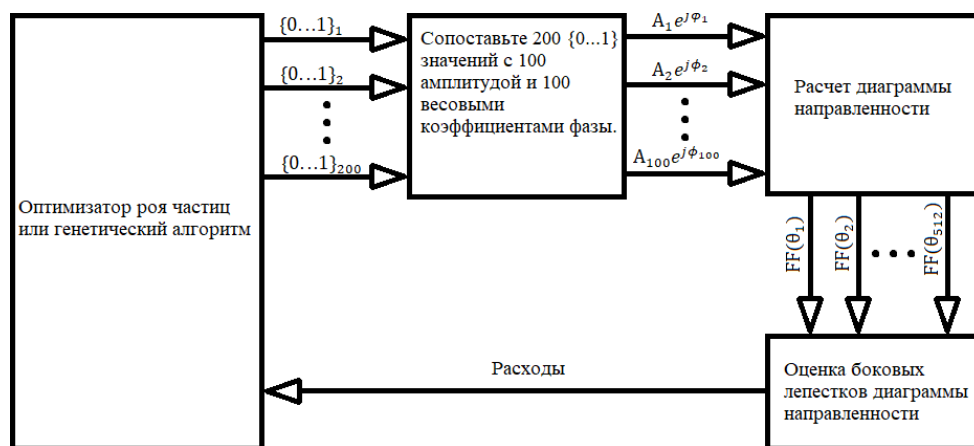 {0…1}₁
{0…1}₂
{0…1}₂₀₀
Оптимизатор роя частиц
или генетический алгоритм
Сопоставьте 200 {0…1}
значений с 100
амплитудой и 100
весовыми
коэффициентами фазы.
A₁e^{jϕ₁}
A₂e^{jϕ₂}
A₁₀₀e^{jϕ₁₀₀}
Расчет диаграммы
направленности
FF(θ₁)
FF(θ₂)
FF(θ₅₁₂)
Расходы
Оценка боковых
лепестков диаграммы
направленности